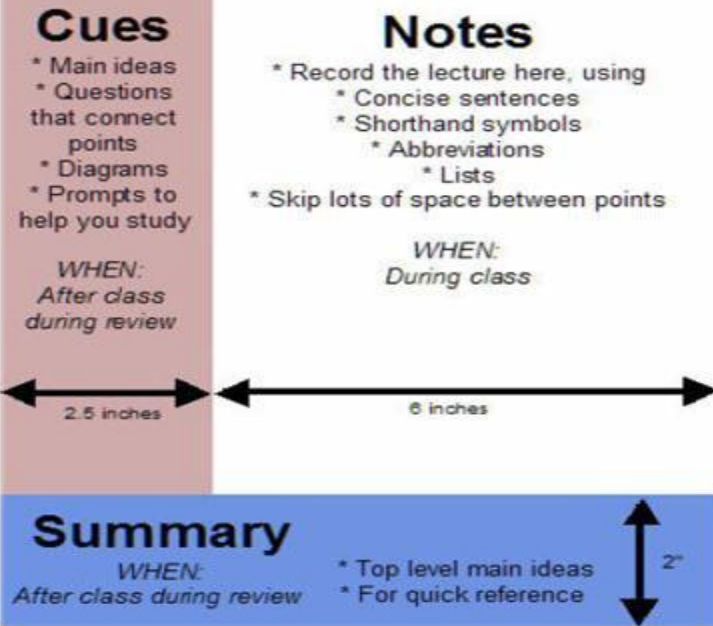 Cues
* Main ideas
* Questions
that connect
points
* Diagrams
* Prompts to
help you study
WHEN:
After class
during review
2.5 inches
Notes
* Record the lecture here, using
* Concise sentences
* Shorthand symbols
* Abbreviations
* Lists
* Skip lots of space between points
WHEN:
During class
6 inches
Summary
WHEN:
After class during review
* Top level main ideas
* For quick reference
2"